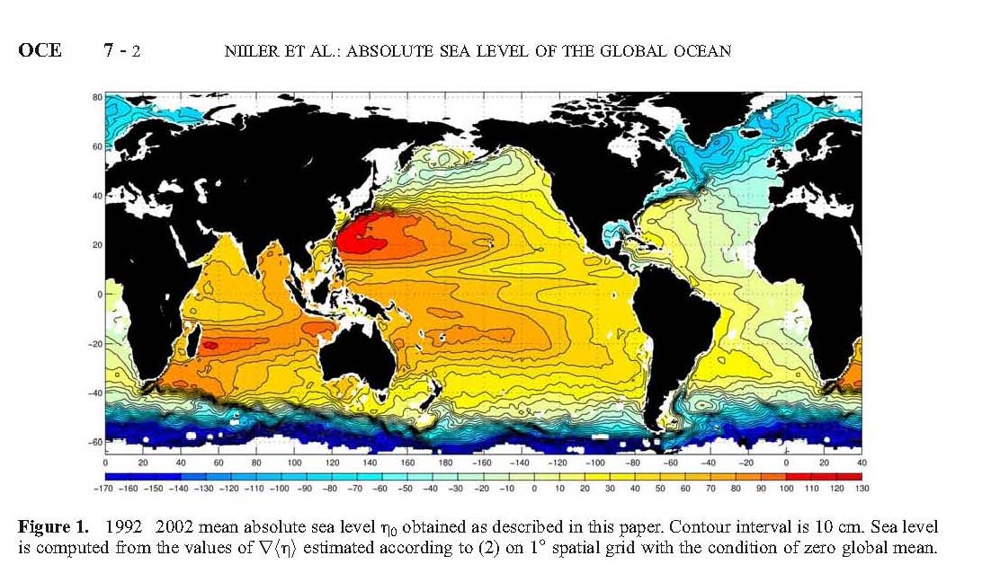 OCE 7 - 2 NIILER ET AL.: ABSOLUTE SEA LEVEL OF THE GLOBAL OCEAN
80
60
40
20
0
-20
-40
-60
0 20 40 60 80 100 120 140 160 180 -160 -140 -120 -100 -80 -60 -40 -20 0 20 40
-170 -160 -150 -140 -130 -120 -110 -100 -90 -80 -70 -60 -50 -40 -30 -20 -10 0 10 20 30 40 50 60 70 80 90 100 110 120 130
Figure 1. 1992 2002 mean absolute sea level η₀ obtained as described in this paper. Contour interval is 10 cm. Sea level
is computed from the values of ∇⟨η⟩ estimated according to (2) on 1° spatial grid with the condition of zero global mean.